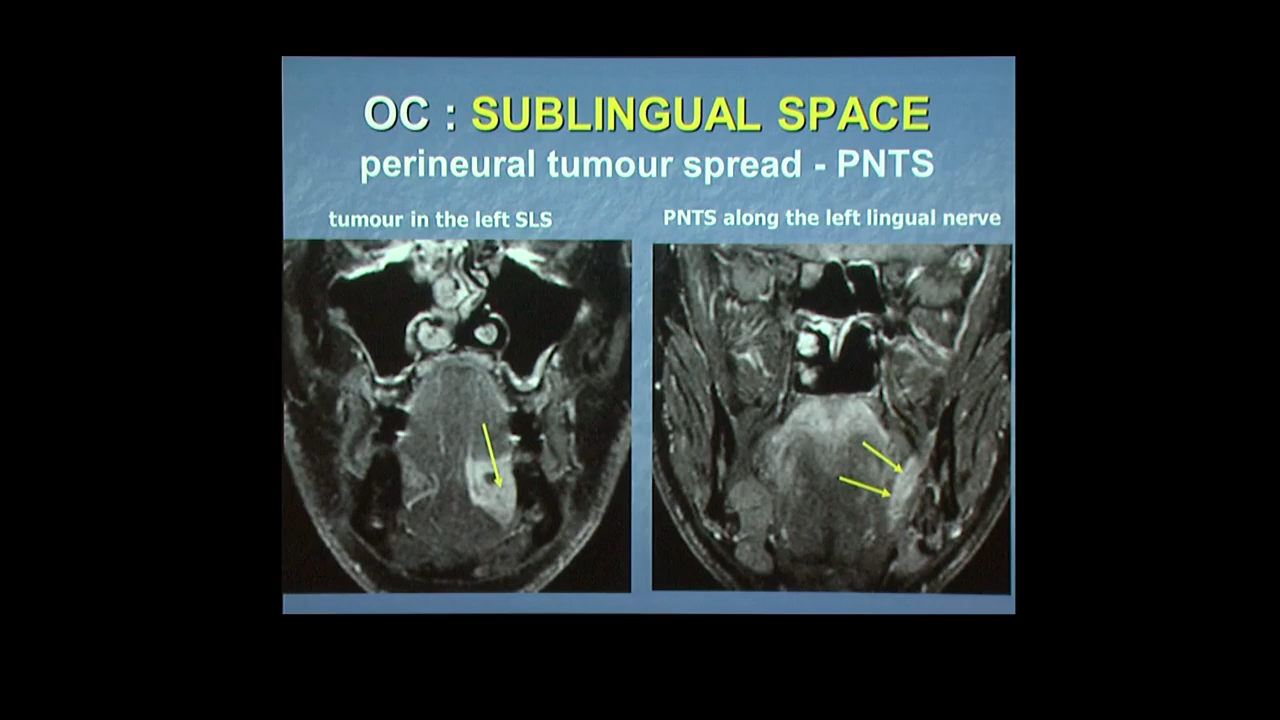 OC : SUBLINGUAL SPACE
perineural tumour spread - PNTS
tumour in the left SLS
PNTS along the left lingual nerve